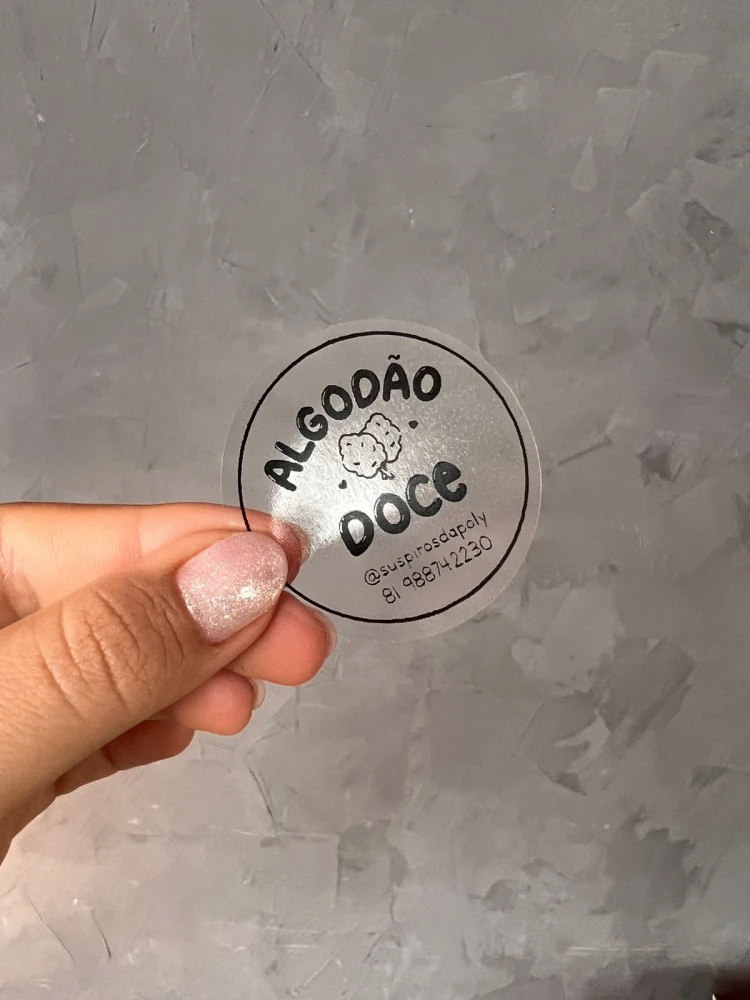 ALGODÃO
DOCE
@suspirosdapoly
81 988742230